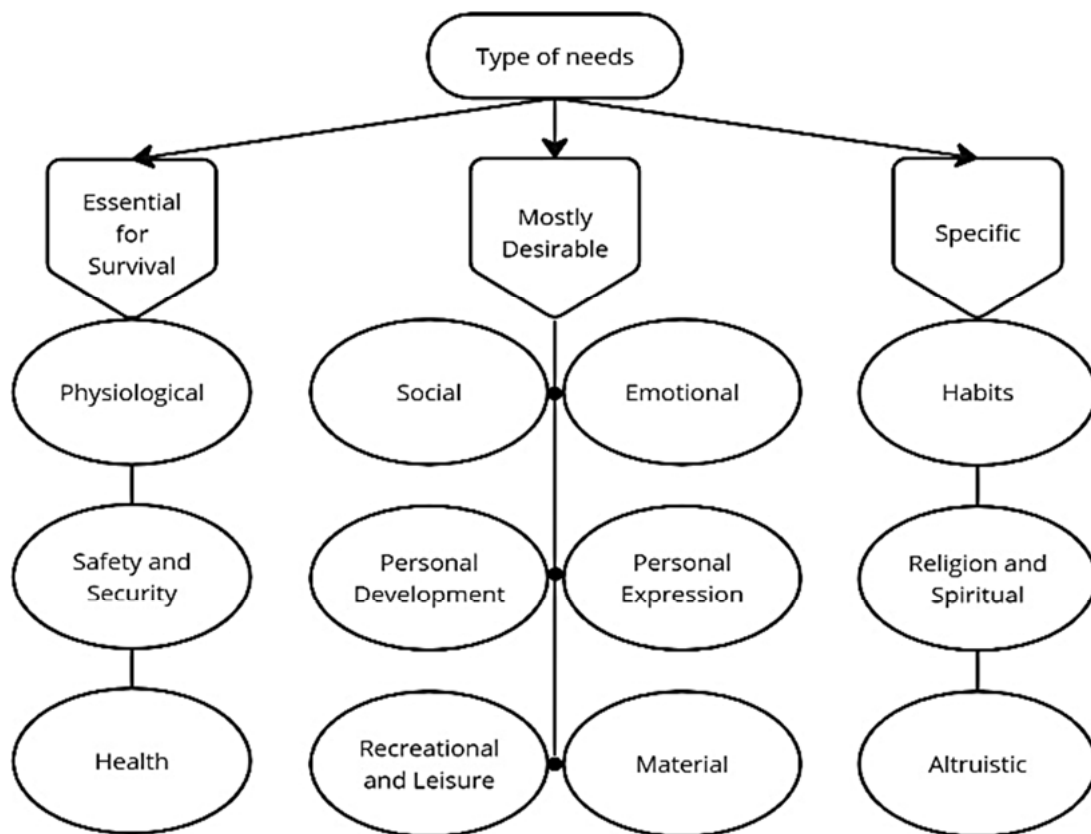 Type of needs
Essential
for
Survival
Mostly
Desirable
Specific
Physiological
Social
Emotional
Habits
Safety and
Security
Personal
Development
Personal
Expression
Religion and
Spiritual
Health
Recreational
and Leisure
Material
Altruistic